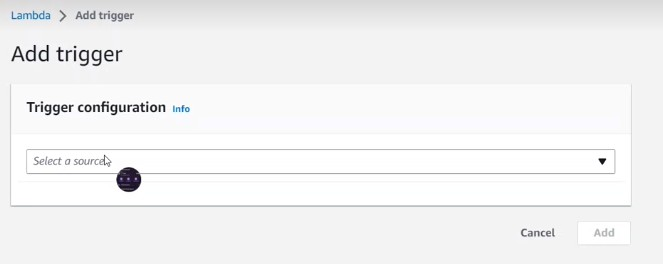 Lambda > Add trigger
Add trigger
Trigger configuration Info
Select a source
Cancel Add